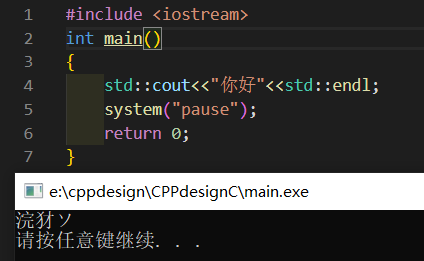 1 #include <iostream>
2 int main()
3 {
4 std::cout<<"你好"<<std::endl;
5 system("pause");
6 return 0;
7 }
e:\cppdesign\CPPdesignC\main.exe
浣犲ソ
请按任意键继续. . .